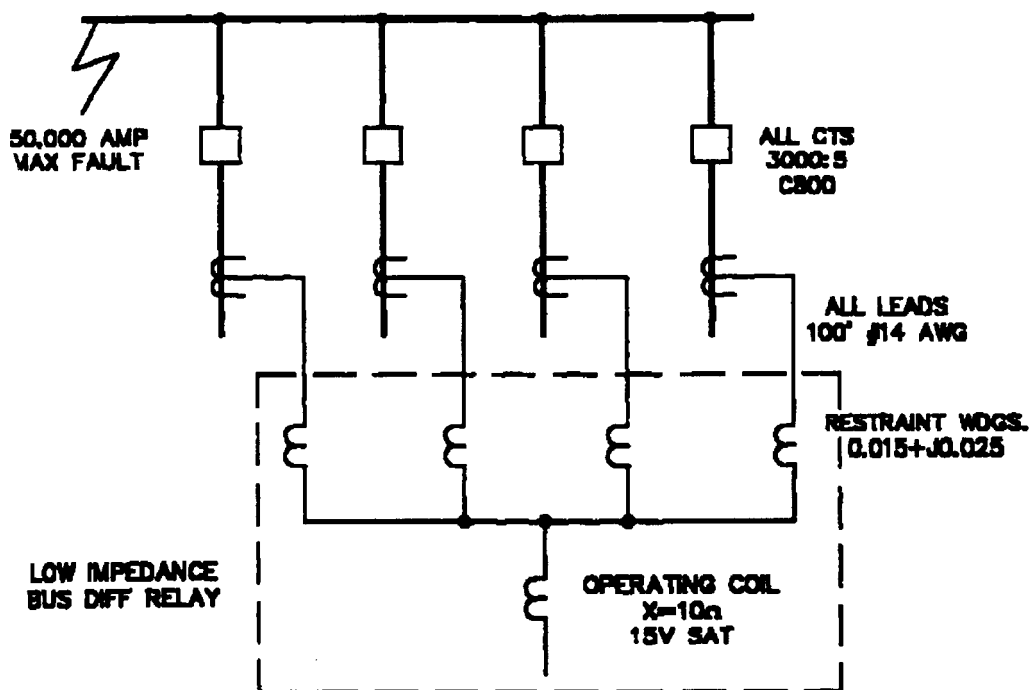 50,000 AMP
MAX FAULT
ALL CTS
3000:5
C800
ALL LEADS
100' #14 AWG
RESTRAINT WDGS.
0.015+J0.025
LOW IMPEDANCE
BUS DIFF RELAY
OPERATING COIL
X=10Ω
15V SAT